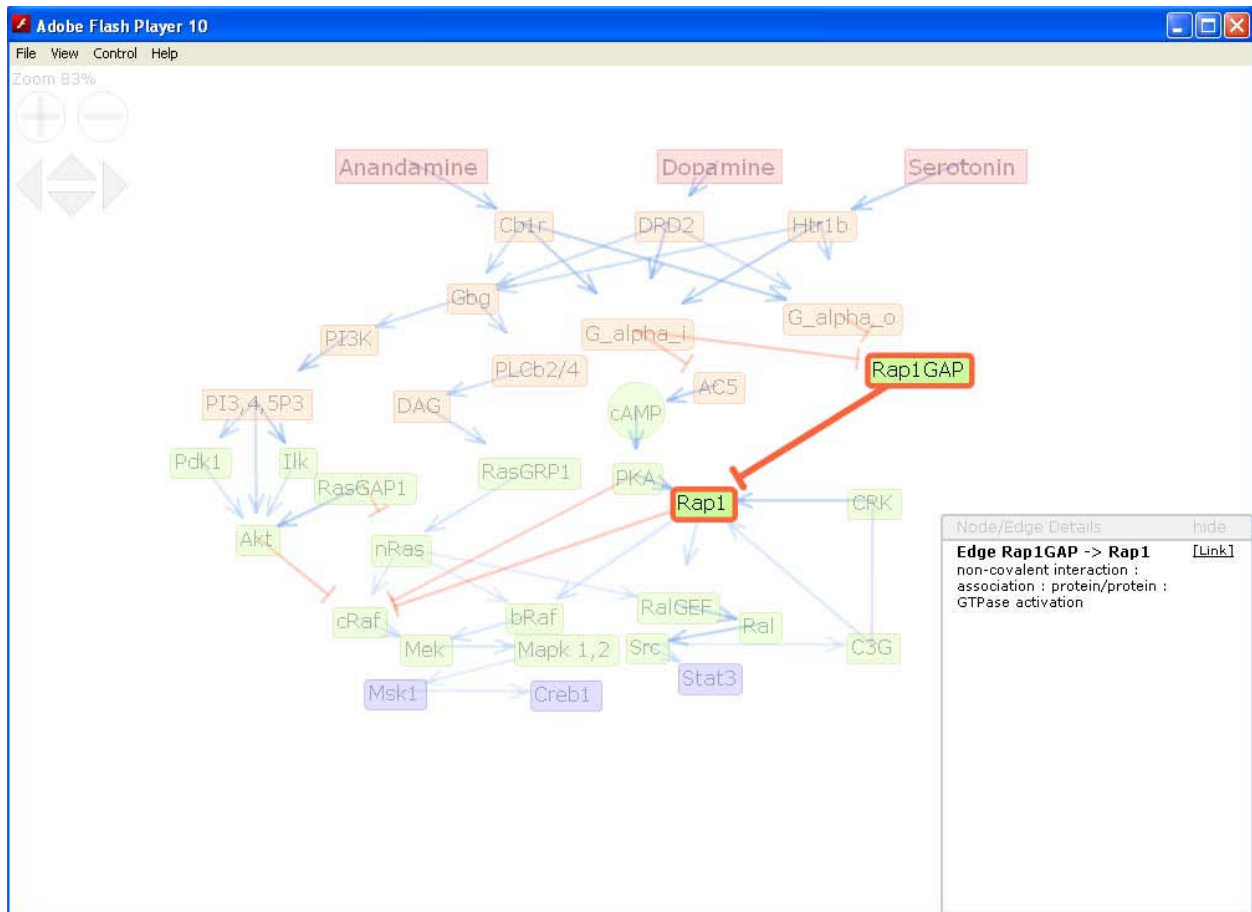 Adobe Flash Player 10
File View Control Help
Zoom 83%
Anandamine Dopamine Serotonin
Cb1r DRD2 Htr1b
Gbg
G_alpha_o
PI3K G_alpha_i
PLCb2/4 Rap1GAP
AC5
PI3,4,5P3 DAG cAMP
Pdk1 Ilk RasGRP1 PKA
RasGAP1
Rap1 CRK
Akt nRas
Node/Edge Details hide
Edge Rap1GAP -> Rap1 [Link]
non-covalent interaction :
association : protein/protein :
GTPase activation
cRaf bRaf RalGEF Ral
Mek Mapk 1,2 Src C3G
Msk1 Creb1 Stat3